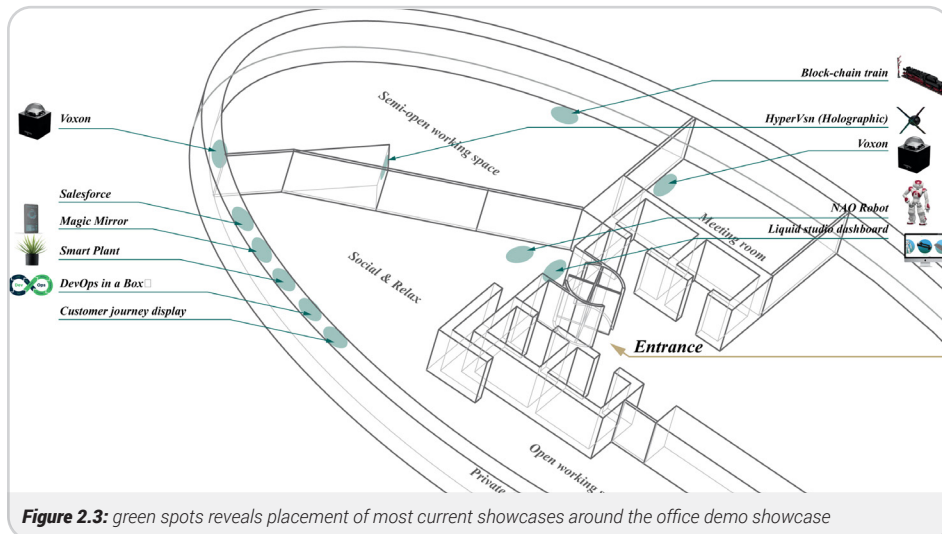 Block-chain train
Semi-open working space
Voxon
HyperVsn (Holographic)
Voxon
Salesforce
NAO Robot
Magic Mirror
Liquid studio dashboard
Meeting room
Smart Plant
Social & Relax
DevOps in a Box
Customer journey display
Entrance
Open working s
Private
Figure 2.3: green spots reveals placement of most current showcases around the office demo showcase